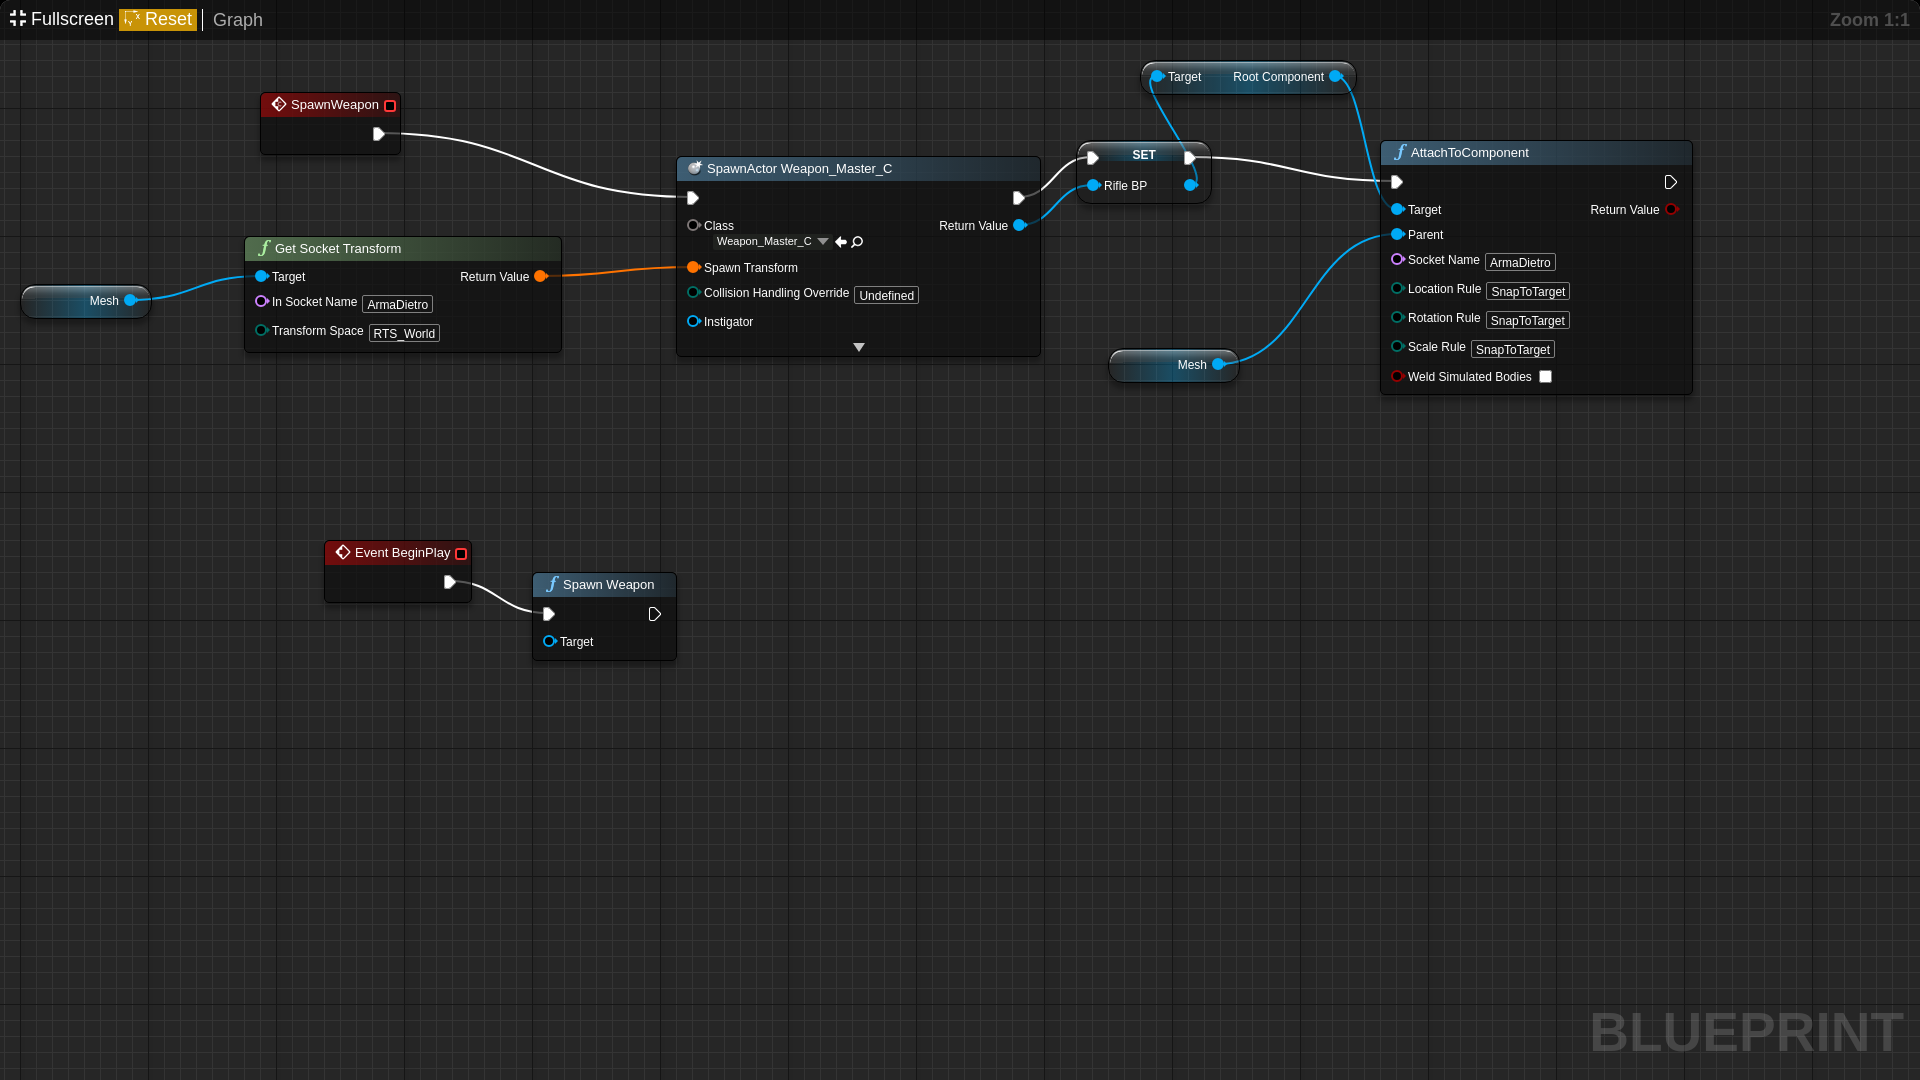 Fullscreen Reset Graph Zoom 1:1
Target Root Component
SpawnWeapon
SET
Rifle BP
AttachToComponent
Target Return Value
Parent
Socket Name ArmaDietro
Location Rule SnapToTarget
Rotation Rule SnapToTarget
Scale Rule SnapToTarget
Weld Simulated Bodies
SpawnActor Weapon_Master_C
Class Return Value
Weapon_Master_C
Spawn Transform
Collision Handling Override Undefined
Instigator
Get Socket Transform
Target Return Value
In Socket Name ArmaDietro
Transform Space RTS_World
Mesh
Mesh
Event BeginPlay
Spawn Weapon
Target
BLUEPRINT